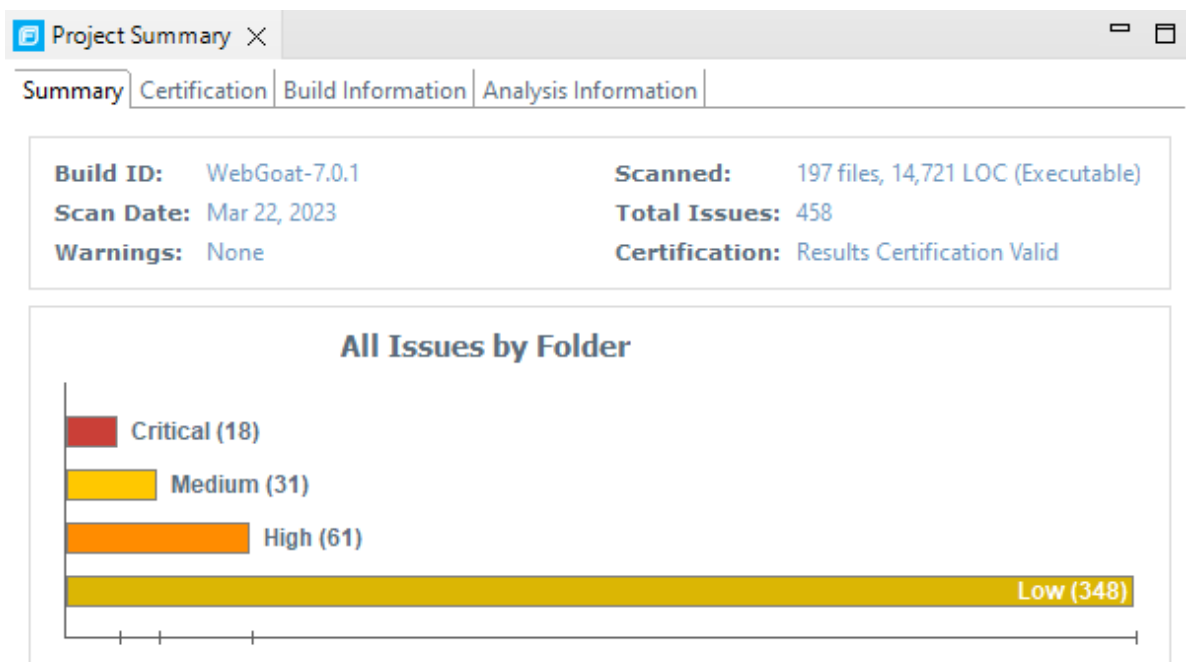 Project Summary
Summary Certification Build Information Analysis Information
Build ID: WebGoat-7.0.1 Scanned: 197 files, 14,721 LOC (Executable)
Scan Date: Mar 22, 2023 Total Issues: 458
Warnings: None Certification: Results Certification Valid
All Issues by Folder
Critical (18)
Medium (31)
High (61)
Low (348)